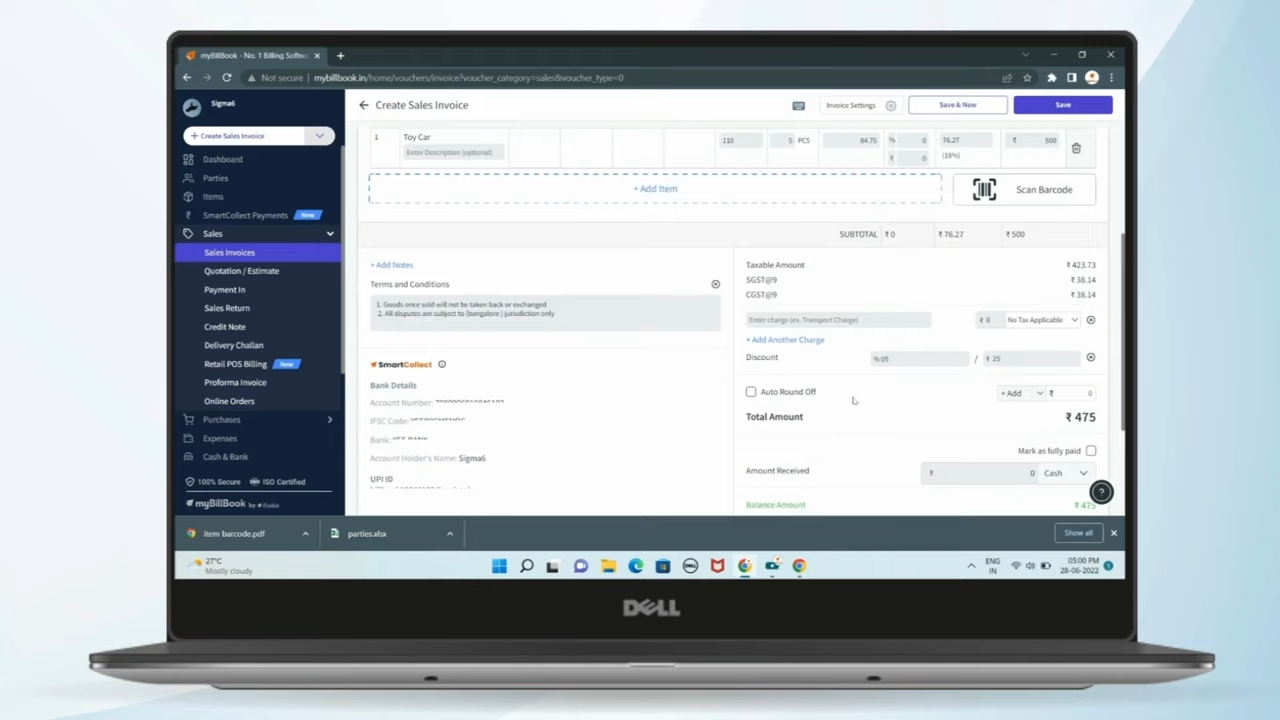 myBillBook - No. 1 Billing Softw
Not secure | mybillbook.in/home/vouchers/invoice?voucher_category=sales&voucher_type=0
Sigma6
+ Create Sales Invoice
Dashboard
Parties
Items
SmartCollect Payments New
Sales
Sales Invoices
Quotation / Estimate
Payment In
Sales Return
Credit Note
Delivery Challan
Retail POS Billing New
Proforma Invoice
Online Orders
Purchases
Expenses
Cash & Bank
100% Secure ISO Certified
myBillBook by
Create Sales Invoice
Invoice Settings
Save & New
Save
1 Toy Car 110 5 PCS 84.75 % 0 76.27 ₹ 500
Enter Description (optional) ₹ 0 (18%)
+ Add Item
Scan Barcode
SUBTOTAL ₹ 0 ₹ 76.27 ₹ 500
+ Add Notes
Terms and Conditions
1. Goods once sold will not be taken back or exchanged
2. All disputes are subject to [bangalore] jurisdiction only
SmartCollect
Bank Details
Account Number:
IFSC Code:
Bank:
Account Holder's Name: Sigma6
UPI ID
Taxable Amount ₹ 423.73
SGST@9 ₹ 38.14
CGST@9 ₹ 38.14
Enter charge (ex. Transport Charge) ₹ 0 No Tax Applicable
+ Add Another Charge
Discount % 05 / ₹ 25
Auto Round Off + Add ₹ 0
Total Amount ₹ 475
Mark as fully paid
Amount Received ₹ 0 Cash
Balance Amount ₹ 475
?
item barcode.pdf
parties.xlsx
Show all
27°C
Mostly cloudy
DELL
ENG
IN
05:00 PM
28-06-2022
1
DELL